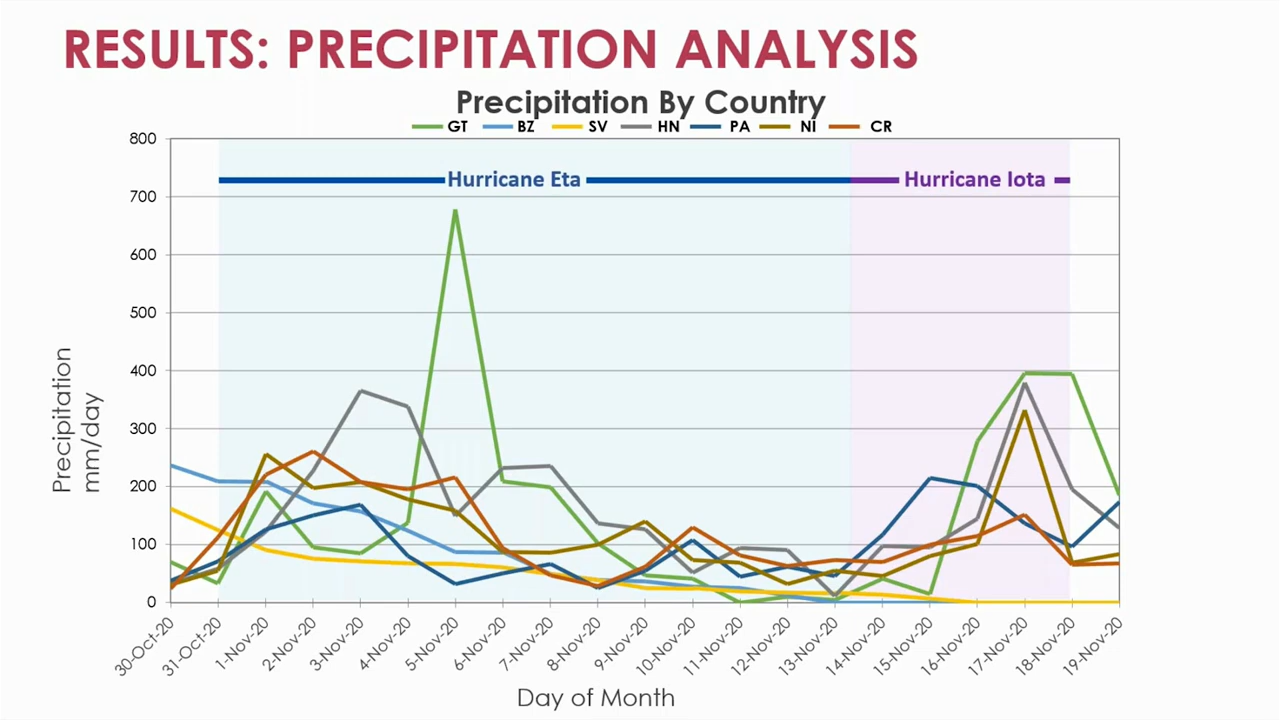 RESULTS: PRECIPITATION ANALYSIS
Precipitation By Country
GT BZ SV HN PA NI CR
800
700
600
500
400
300
200
100
0
Hurricane Eta
Hurricane Iota
Precipitation
mm/day
30-Oct-20
31-Oct-20
1-Nov-20
2-Nov-20
3-Nov-20
4-Nov-20
5-Nov-20
6-Nov-20
7-Nov-20
8-Nov-20
9-Nov-20
10-Nov-20
11-Nov-20
12-Nov-20
13-Nov-20
14-Nov-20
15-Nov-20
16-Nov-20
17-Nov-20
18-Nov-20
19-Nov-20
Day of Month